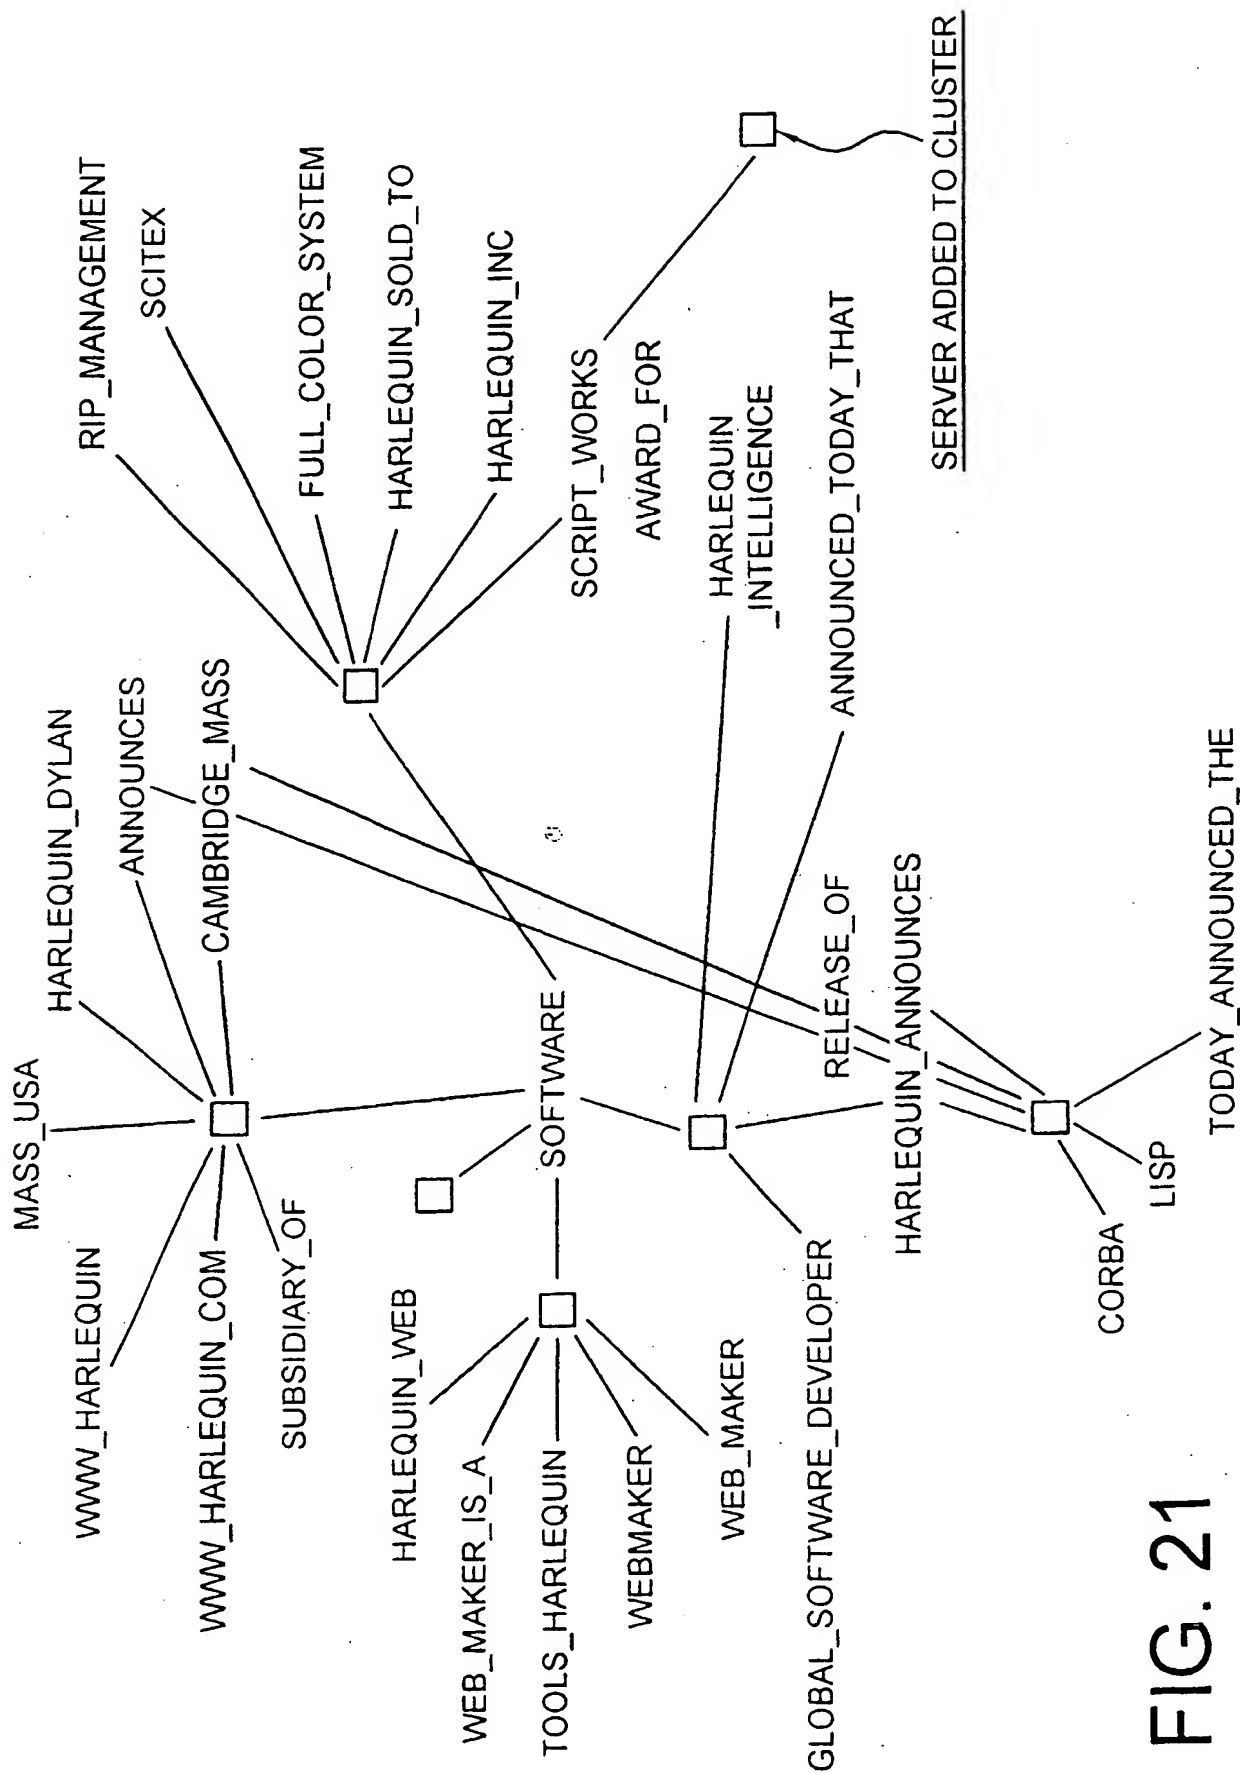 MASS_USA
HARLEQUIN_DYLAN
RIP_MANAGEMENT
WWW_HARLEQUIN
ANNOUNCES
SCITEX
WWW_HARLEQUIN_COM
CAMBRIDGE_MASS
SUBSIDIARY_OF
FULL_COLOR_SYSTEM
HARLEQUIN_SOLD_TO
HARLEQUIN_WEB
HARLEQUIN_INC
WEB_MAKER_IS_A
TOOLS_HARLEQUIN
SOFTWARE
SCRIPT_WORKS
WEBMAKER
AWARD_FOR
WEB_MAKER
HARLEQUIN
_INTELLIGENCE
GLOBAL_SOFTWARE_DEVELOPER
RELEASE_OF
ANNOUNCED_TODAY_THAT
HARLEQUIN_ANNOUNCES
SERVER ADDED TO CLUSTER
CORBA
LISP
TODAY_ANNOUNCED_THE
FIG. 21